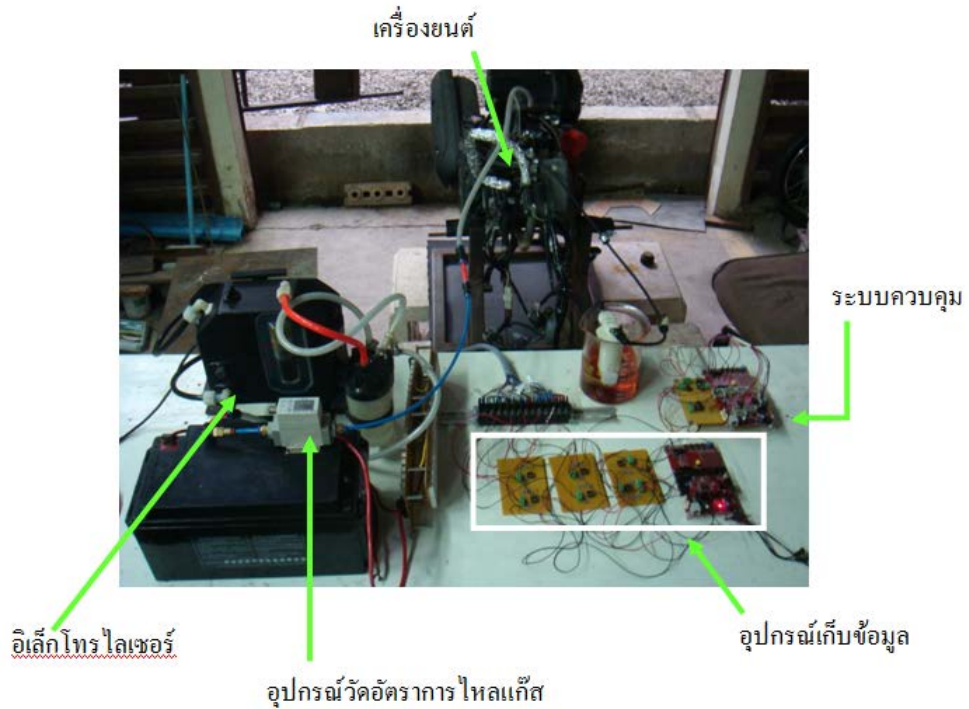 เครื่องยนต์
ระบบควบคุม
อิเล็กโทรไลเซอร์
อุปกรณ์เก็บข้อมูล
อุปกรณ์วัดอัตราการไหลแก๊ส